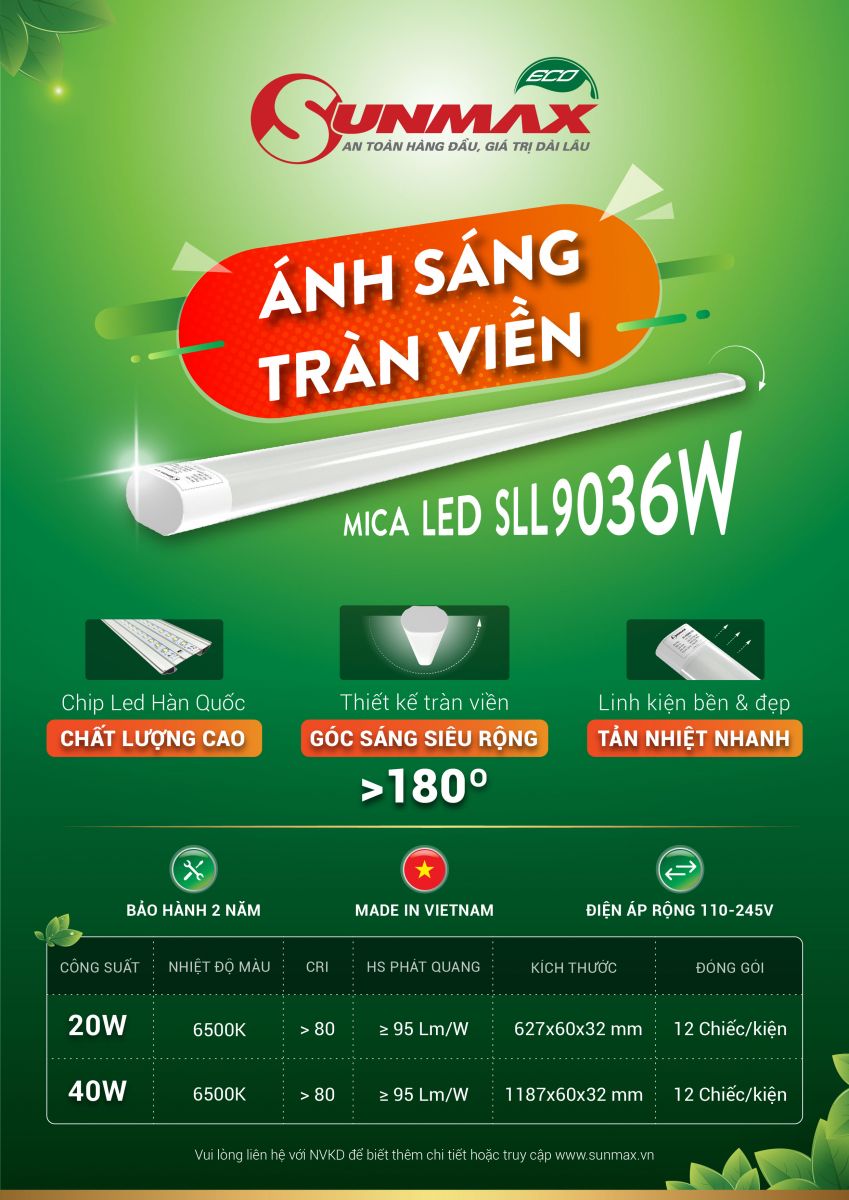 SUNMAX ECO
AN TOÀN HÀNG ĐẦU, GIÁ TRỊ DÀI LÂU
ÁNH SÁNG
TRÀN VIỀN
MICA LED SLL9036W
Chip Led Hàn Quốc
CHẤT LƯỢNG CAO
Thiết kế tràn viền
GÓC SÁNG SIÊU RỘNG
>180º
Linh kiện bền & đẹp
TẢN NHIỆT NHANH
BẢO HÀNH 2 NĂM
MADE IN VIETNAM
ĐIỆN ÁP RỘNG 110-245V
CÔNG SUẤT NHIỆT ĐỘ MÀU CRI HS PHÁT QUANG KÍCH THƯỚC ĐÓNG GÓI
20W 6500K > 80 ≥ 95 Lm/W 627x60x32 mm 12 Chiếc/kiện
40W 6500K > 80 ≥ 95 Lm/W 1187x60x32 mm 12 Chiếc/kiện
Vui lòng liên hệ với NVKD để biết thêm chi tiết hoặc truy cập www.sunmax.vn